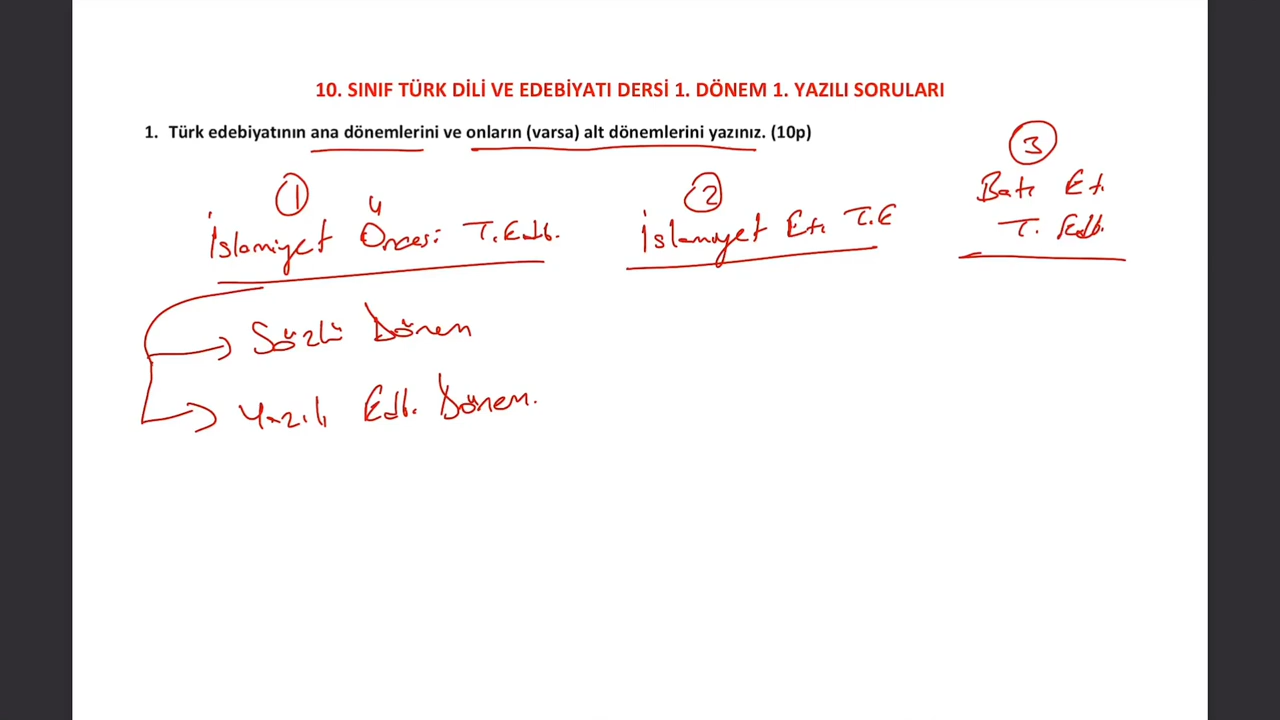 10. SINIF TÜRK DİLİ VE EDEBİYATI DERSİ 1. DÖNEM 1. YAZILI SORULARI
1. Türk edebiyatının ana dönemlerini ve onların (varsa) alt dönemlerini yazınız. (10p)
1
İslamiyet Öncesi T. Edb.
2
İslamiyet Et. T.E
3
Batı Et.
T. Edb.
Sözlü Dönem
Yazılı Edb. Dönem.